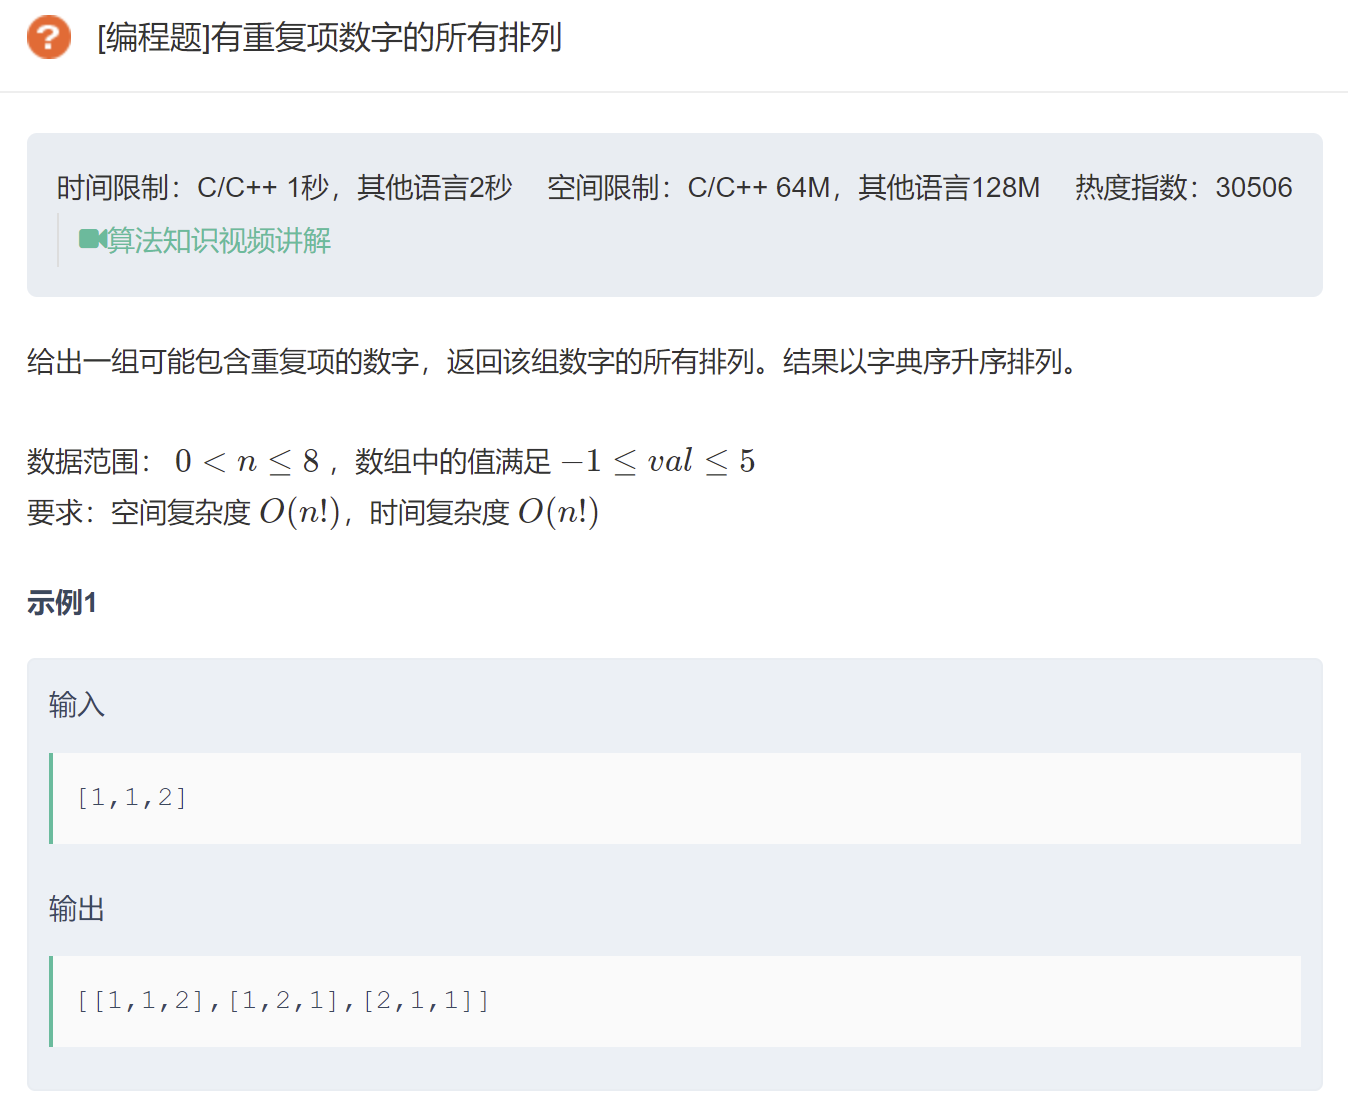 [编程题]有重复项数字的所有排列
时间限制：C/C++ 1秒，其他语言2秒 空间限制：C/C++ 64M，其他语言128M 热度指数：30506
算法知识视频讲解
给出一组可能包含重复项的数字，返回该组数字的所有排列。结果以字典序升序排列。
数据范围： 0 < n ≤ 8 ，数组中的值满足 −1 ≤ val ≤ 5
要求：空间复杂度 O(n!)，时间复杂度 O(n!)
示例1
输入
[1,1,2]
输出
[[1,1,2],[1,2,1],[2,1,1]]